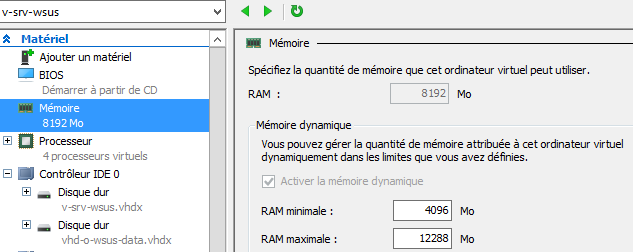 v-srv-wsus
Matériel
Ajouter un matériel
BIOS
Démarrer à partir de CD
Mémoire
8192 Mo
Processeur
4 processeurs virtuels
Contrôleur IDE 0
Disque dur
v-srv-wsus.vhdx
Disque dur
vhd-o-wsus-data.vhdx
Mémoire
Spécifiez la quantité de mémoire que cet ordinateur virtuel peut utiliser.
RAM : 8192 Mo
Mémoire dynamique
Vous pouvez gérer la quantité de mémoire attribuée à cet ordinateur virtuel
dynamiquement dans les limites que vous avez définies.
Activer la mémoire dynamique
RAM minimale : 4096 Mo
RAM maximale : 12288 Mo